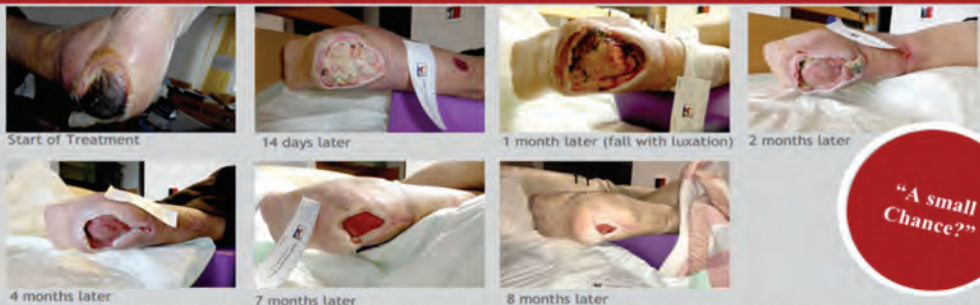 Start of Treatment
14 days later
1 month later (fall with luxation)
2 months later
4 months later
7 months later
8 months later
“A small
Chance?”